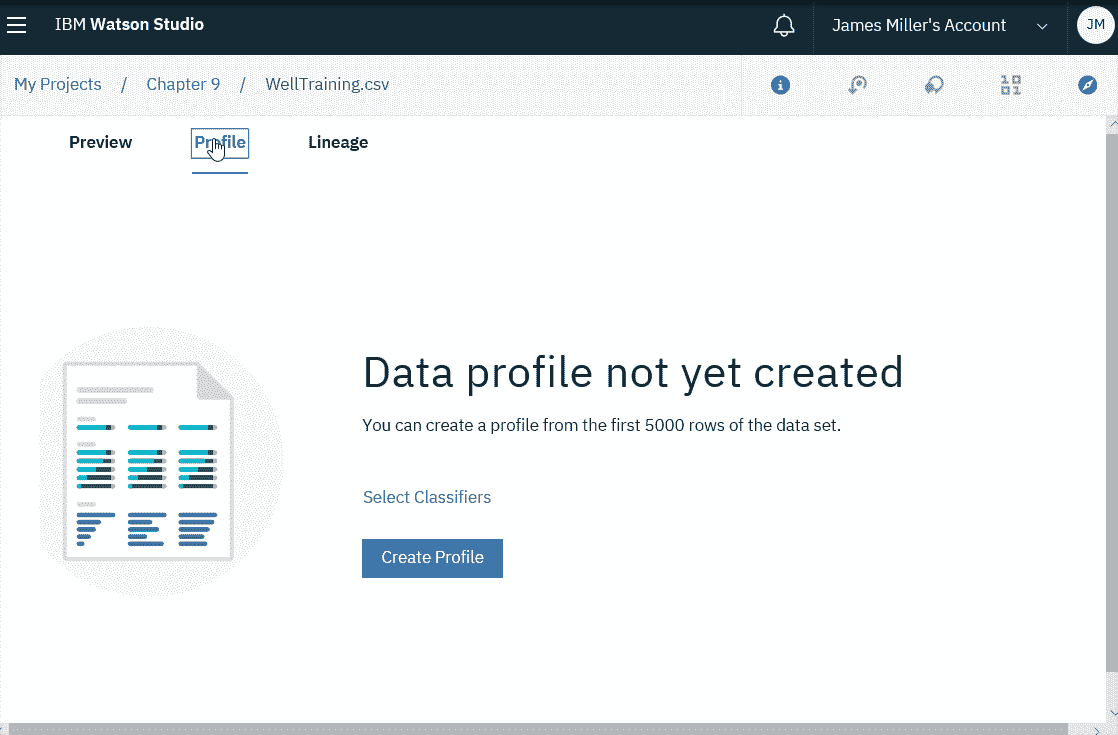 IBM Watson Studio
James Miller's Account
JM
My Projects / Chapter 9 / WellTraining.csv
Preview Profile Lineage
Data profile not yet created
You can create a profile from the first 5000 rows of the data set.
Select Classifiers
Create Profile